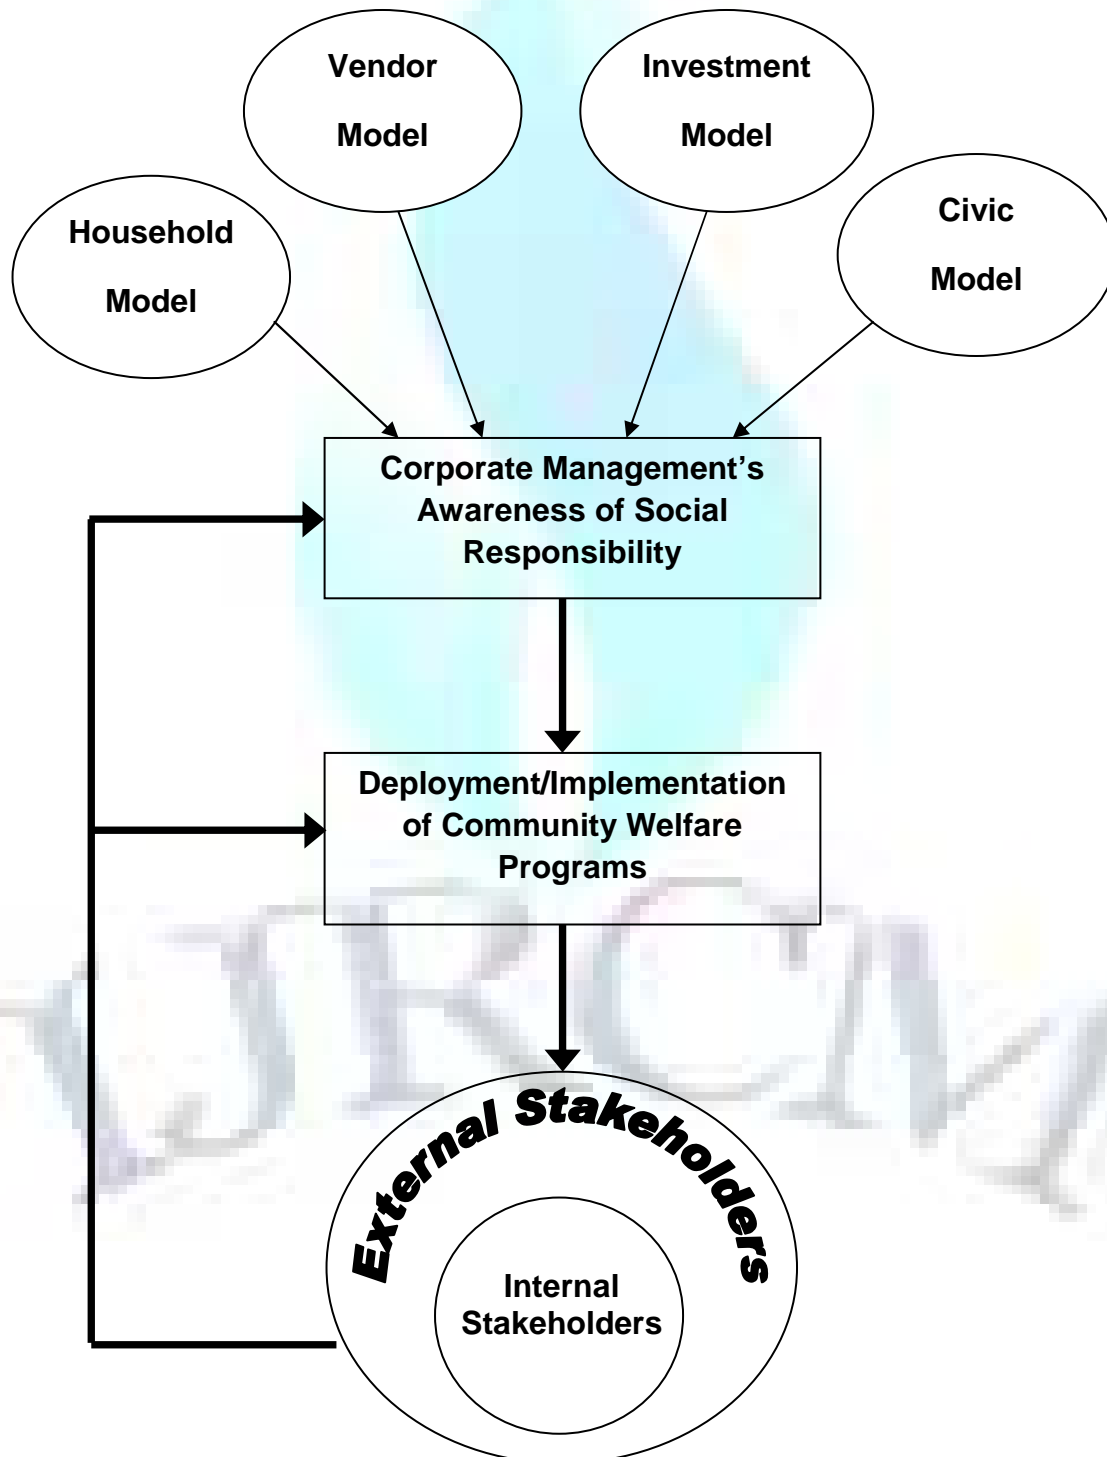 Vendor
Model
Investment
Model
Household
Model
Civic
Model
Corporate Management’s
Awareness of Social
Responsibility
Deployment/Implementation
of Community Welfare
Programs
External Stakeholders
Internal
Stakeholders